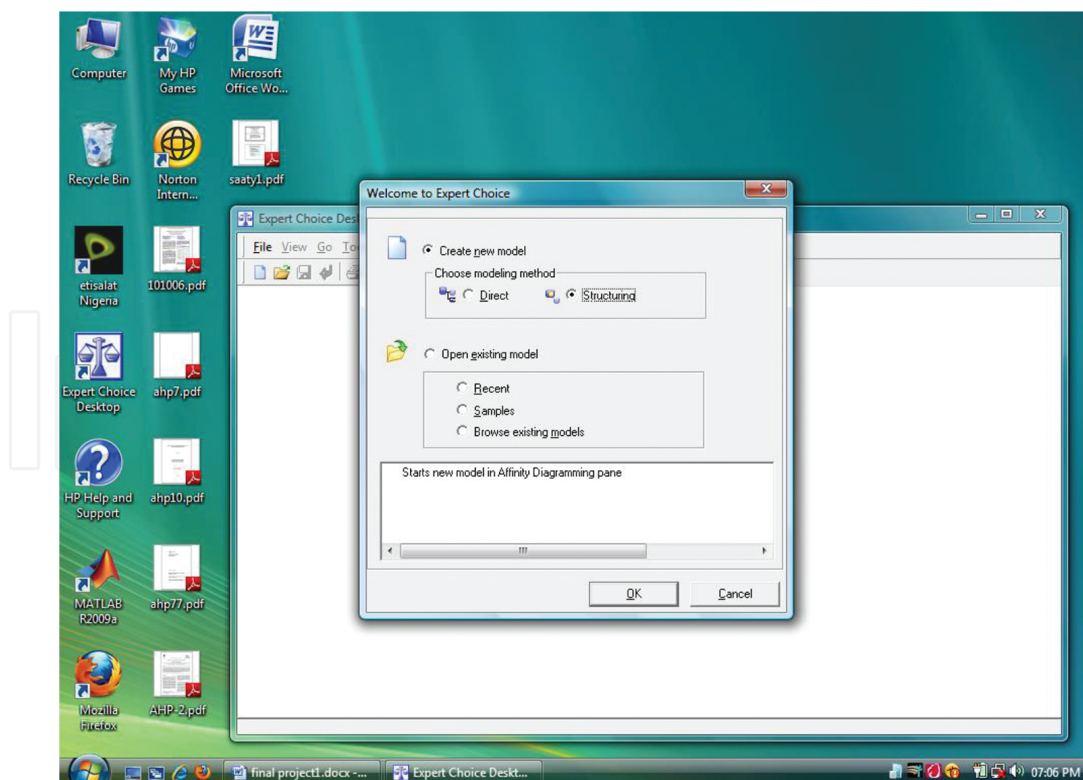 Computer
My HP
Games
Microsoft
Office Wo...
Recycle Bin
Norton
Intern...
saaty1.pdf
etisalat
Nigeria
101006.pdf
Expert Choice
Desktop
ahp7.pdf
HP Help and
Support
ahp10.pdf
MATLAB
R2009a
ahp77.pdf
Mozilla
Firefox
AHP-2.pdf
Expert Choice Des
File View Go To
Welcome to Expert Choice
Create new model
Choose modeling method
Direct Structuring
Open existing model
Recent
Samples
Browse existing models
Starts new model in Affinity Diagramming pane
OK Cancel
final project1.docx -... Expert Choice Deskt... 07:06 PM